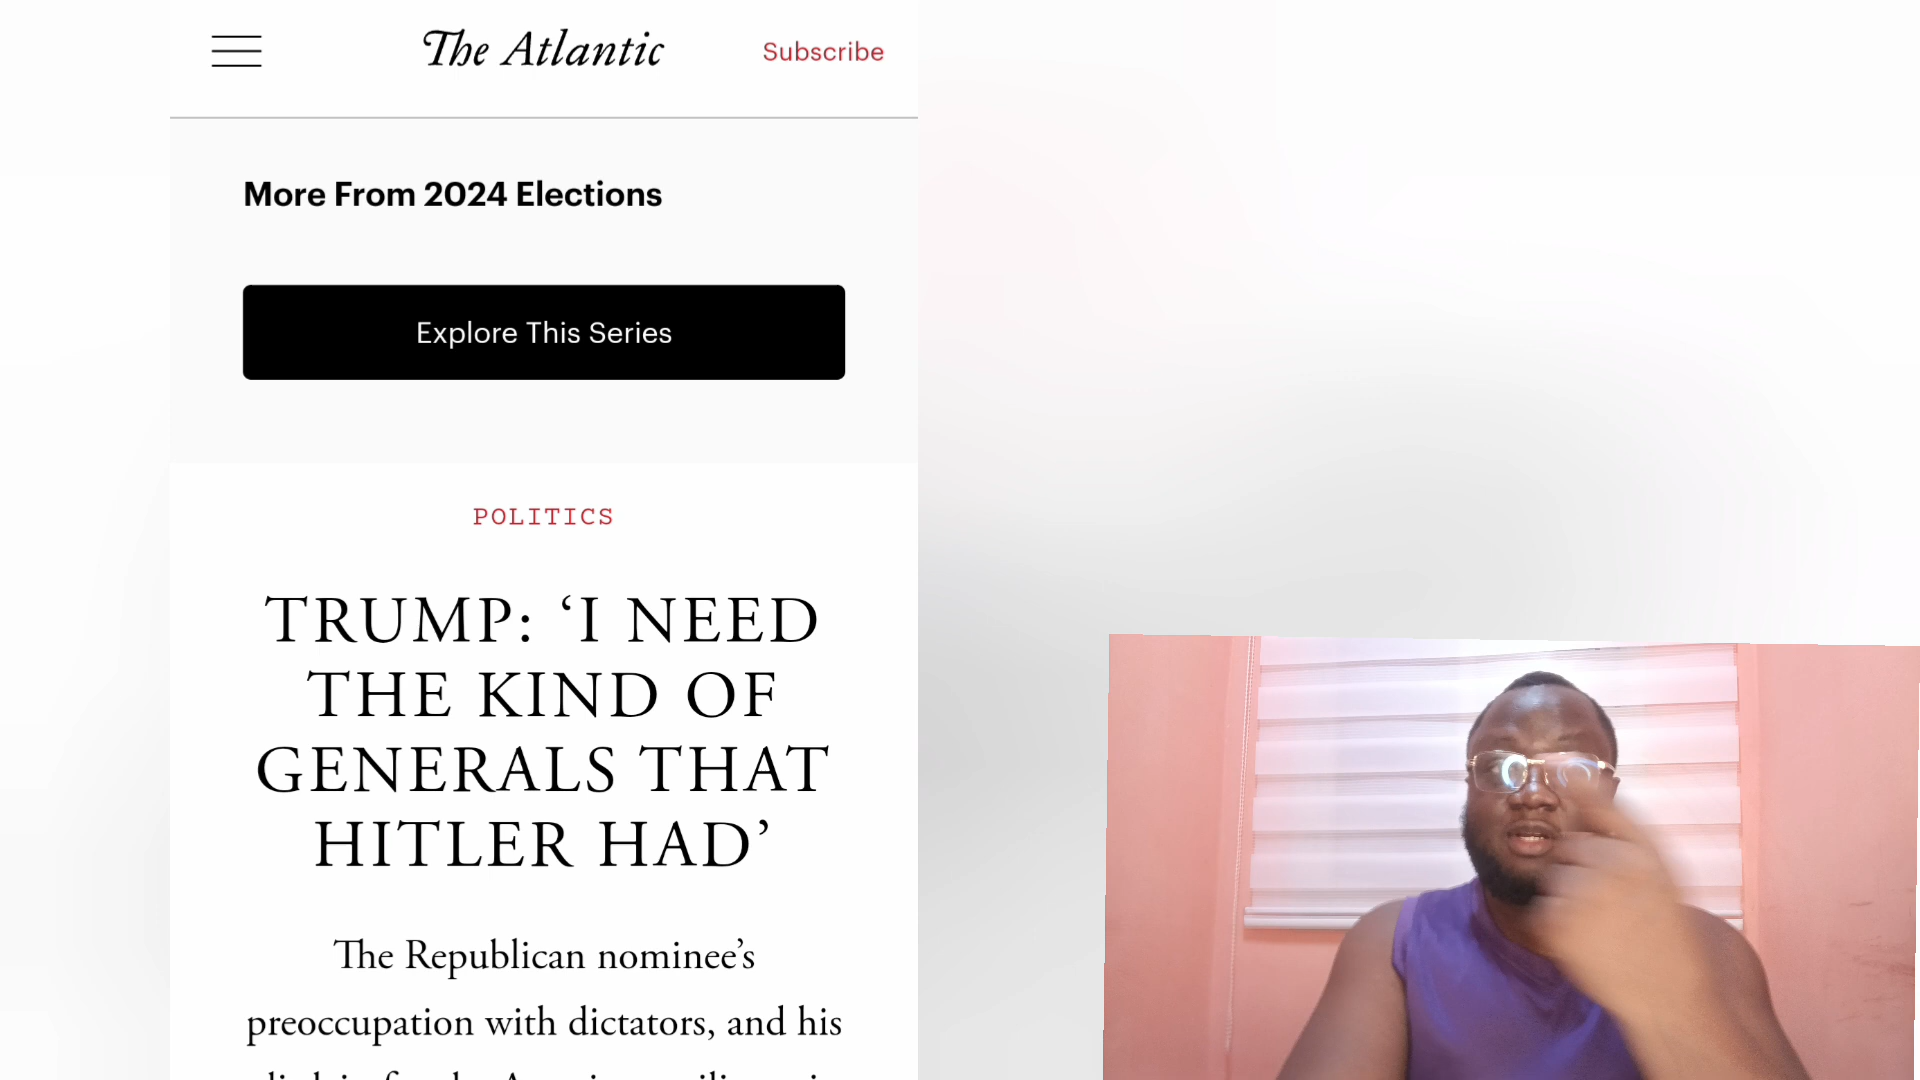 The Atlantic
Subscribe
More From 2024 Elections
Explore This Series
POLITICS
TRUMP: ‘I NEED
THE KIND OF
GENERALS THAT
HITLER HAD’
The Republican nominee’s
preoccupation with dictators, and his